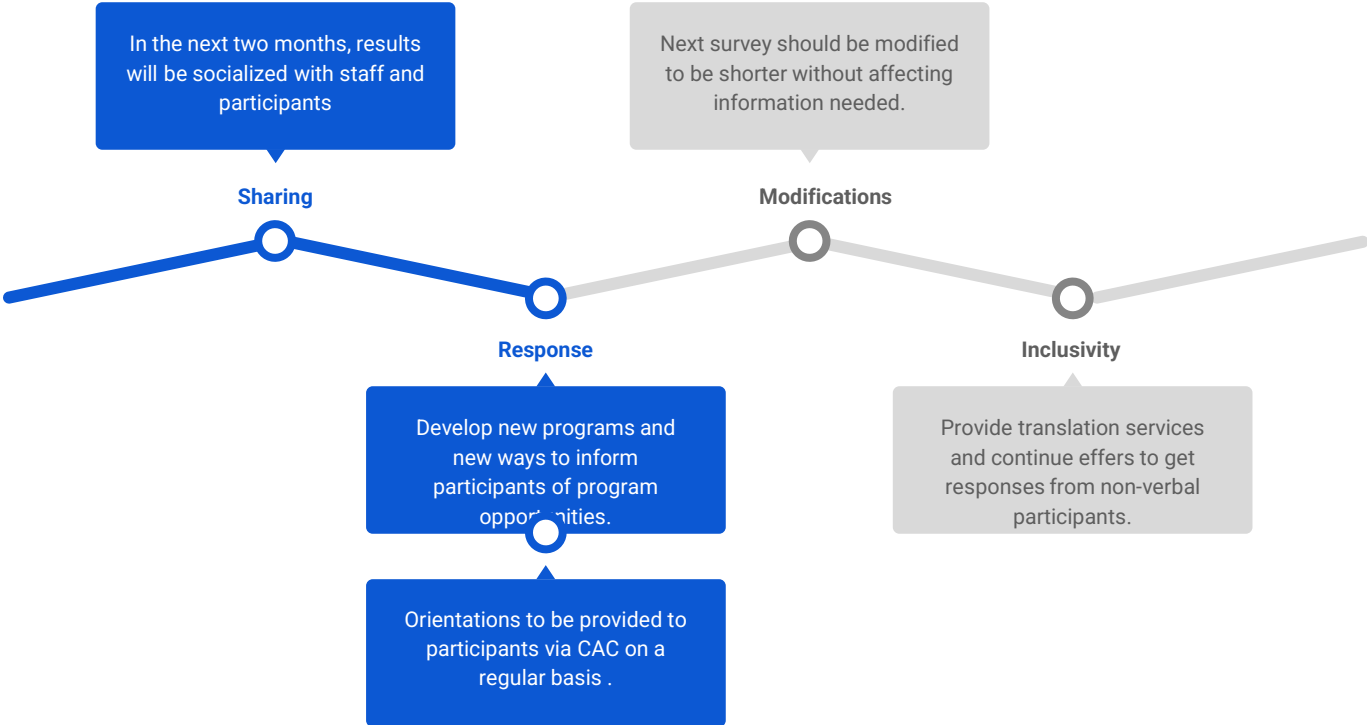 In the next two months, results
will be socialized with staff and
participants
Sharing
Next survey should be modified
to be shorter without affecting
information needed.
Modifications
Response
Develop new programs and
new ways to inform
participants of program
opportunities.
Orientations to be provided to
participants via CAC on a
regular basis .
Inclusivity
Provide translation services
and continue effers to get
responses from non-verbal
participants.